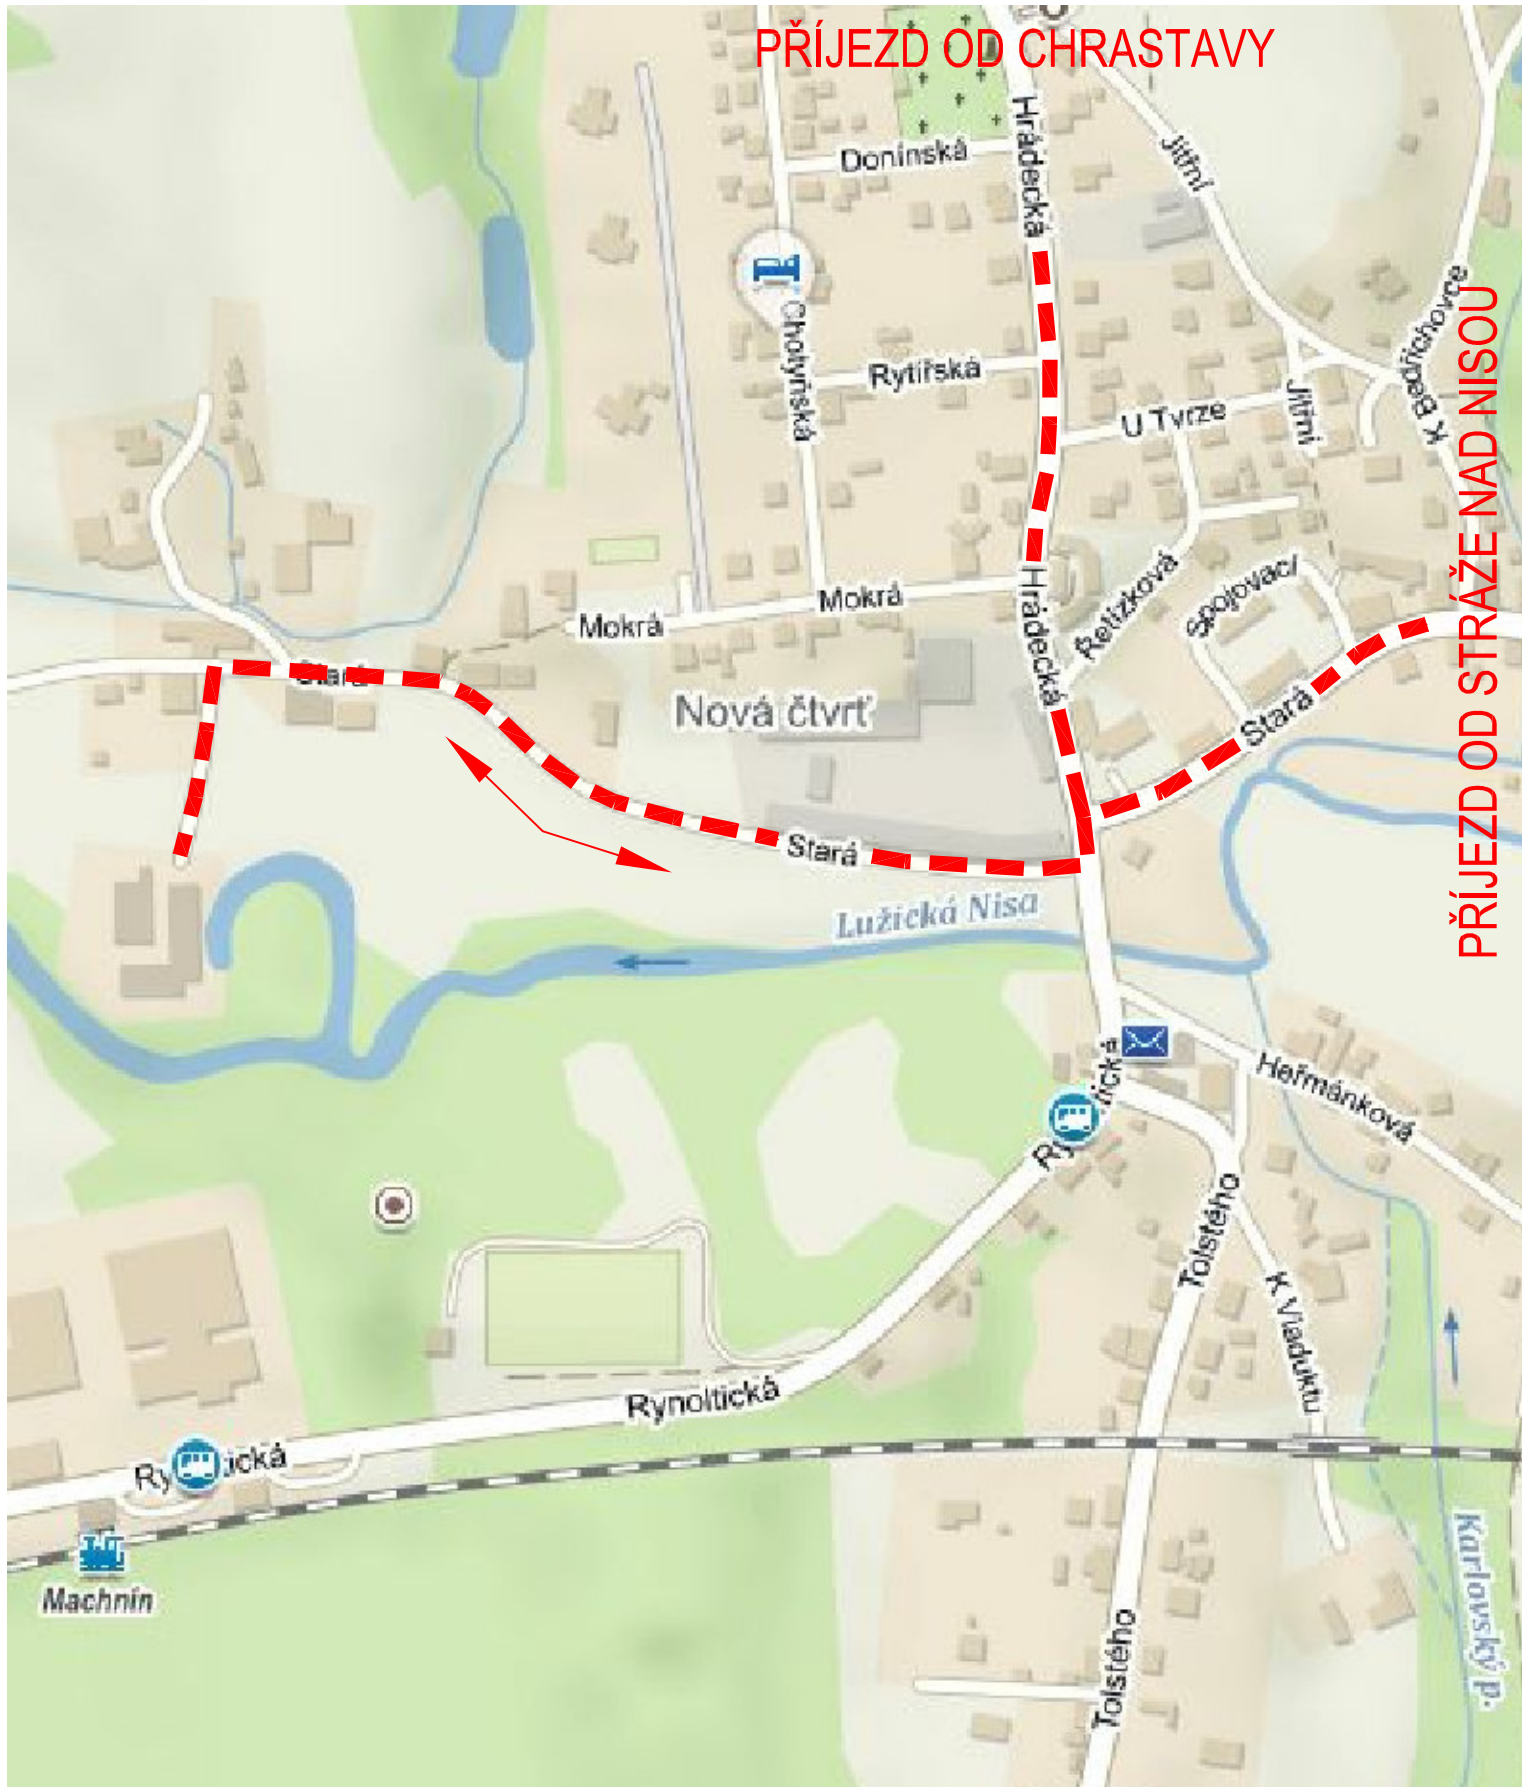 PŘÍJEZD OD CHRASTAVY
Hrádecká
Donínská
Jitřní
K Bedřichovce
PŘÍJEZD OD STRÁŽE NAD NISOU
Chotyňská
Rytířská
U Tvrze
Jitřní
Mokrá
Mokrá
Hrádecká
Řetízková
Spojovací
Stará
Nová čtvrť
Stará
Stará
Lužická Nisa
Heřmánková
Tolstého
K Viaduktu
Rynoltická
Machnín
Karlovský p.
Tolstého